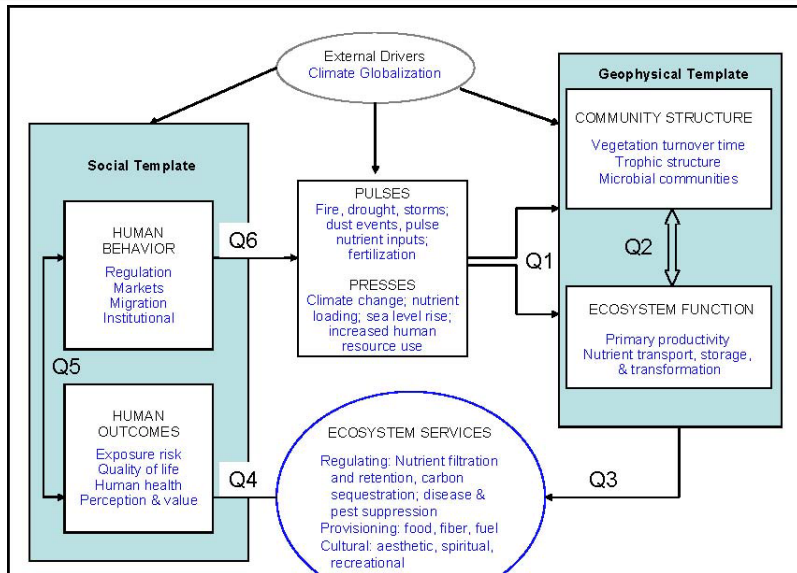 External Drivers
Climate Globalization
Geophysical Template
COMMUNITY STRUCTURE
Vegetation turnover time
Trophic structure
Microbial communities
Social Template
PULSES
Fire, drought, storms;
dust events, pulse
nutrient inputs;
fertilization
PRESSES
Climate change; nutrient
loading; sea level rise;
increased human
resource use
HUMAN
BEHAVIOR
Regulation
Markets
Migration
Institutional
Q6
Q1
Q2
ECOSYSTEM FUNCTION
Primary productivity
Nutrient transport, storage,
& transformation
Q5
HUMAN
OUTCOMES
Exposure risk
Quality of life
Human health
Perception & value
Q4
ECOSYSTEM SERVICES
Regulating: Nutrient filtration
and retention, carbon
sequestration; disease &
pest suppression
Provisioning: food, fiber, fuel
Cultural: aesthetic, spiritual,
recreational
Q3